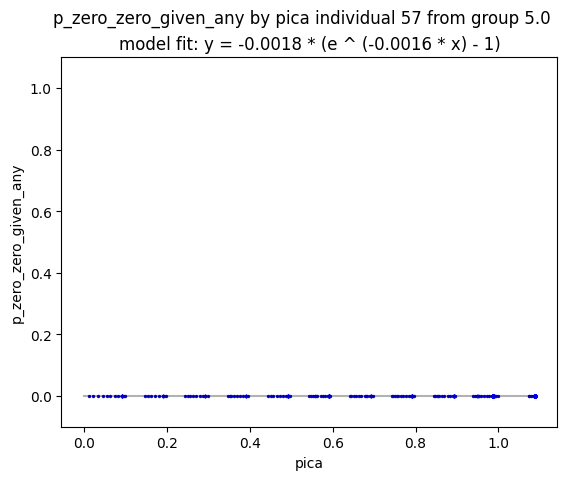 p_zero_zero_given_any by pica individual 57 from group 5.0
model fit: y = -0.0018 * (e ^ (-0.0016 * x) - 1)
1.0
0.8
0.6
0.4
0.2
0.0
p_zero_zero_given_any
0.0 0.2 0.4 0.6 0.8 1.0
pica